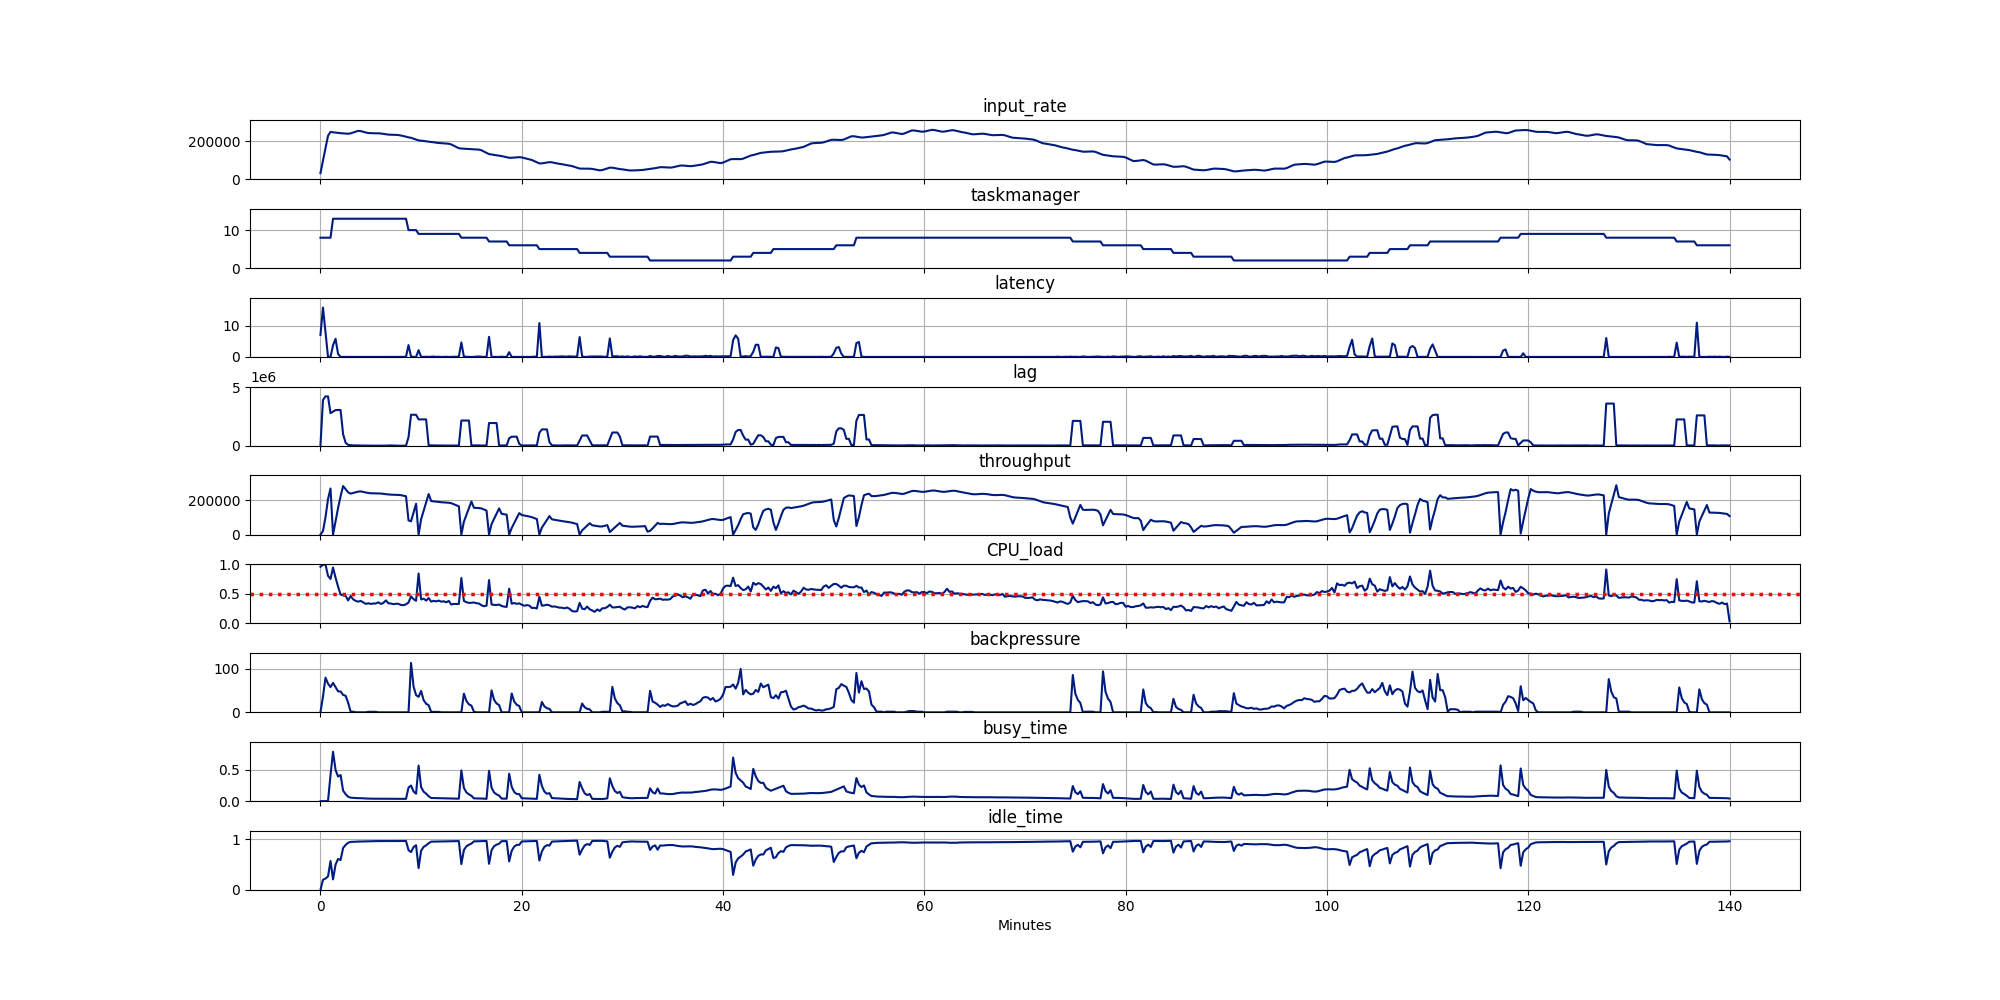 input_rate
200000
0
taskmanager
10
0
latency
10
0
1e6
lag
5
0
throughput
200000
0
CPU_load
1.0
0.5
0.0
backpressure
100
0
busy_time
0.5
0.0
idle_time
1
0
0 20 40 60 80 100 120 140
Minutes